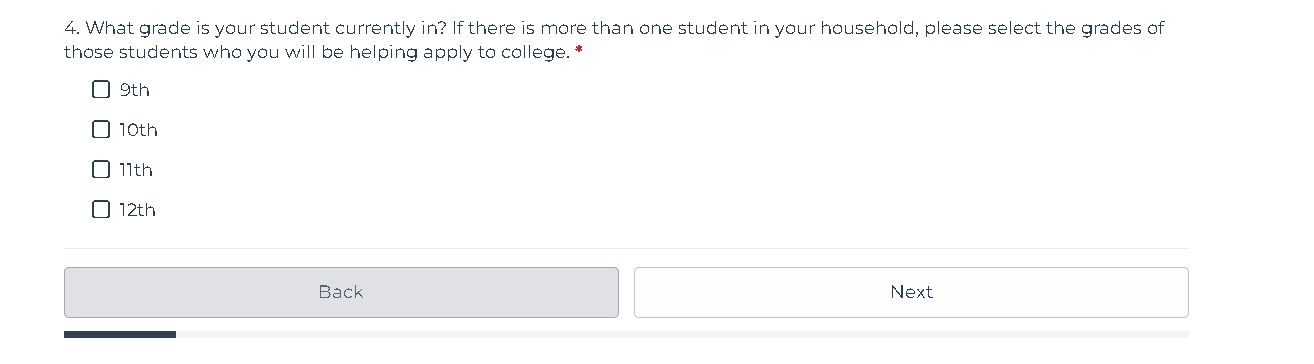 4. What grade is your student currently in? If there is more than one student in your household, please select the grades of
those students who you will be helping apply to college. *
9th
10th
11th
12th
Back
Next